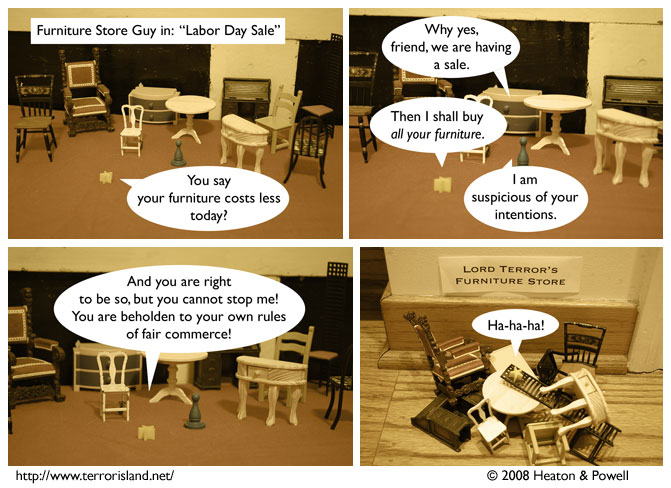 Furniture Store Guy in: “Labor Day Sale”
You say
your furniture costs less
today?
Why yes,
friend, we are having
a sale.
Then I shall buy
all your furniture.
I am
suspicious of your
intentions.
And you are right
to be so, but you cannot stop me!
You are beholden to your own rules
of fair commerce!
Lord Terror's
Furniture Store
Ha-ha-ha!
http://www.terrorisland.net/
© 2008 Heaton & Powell